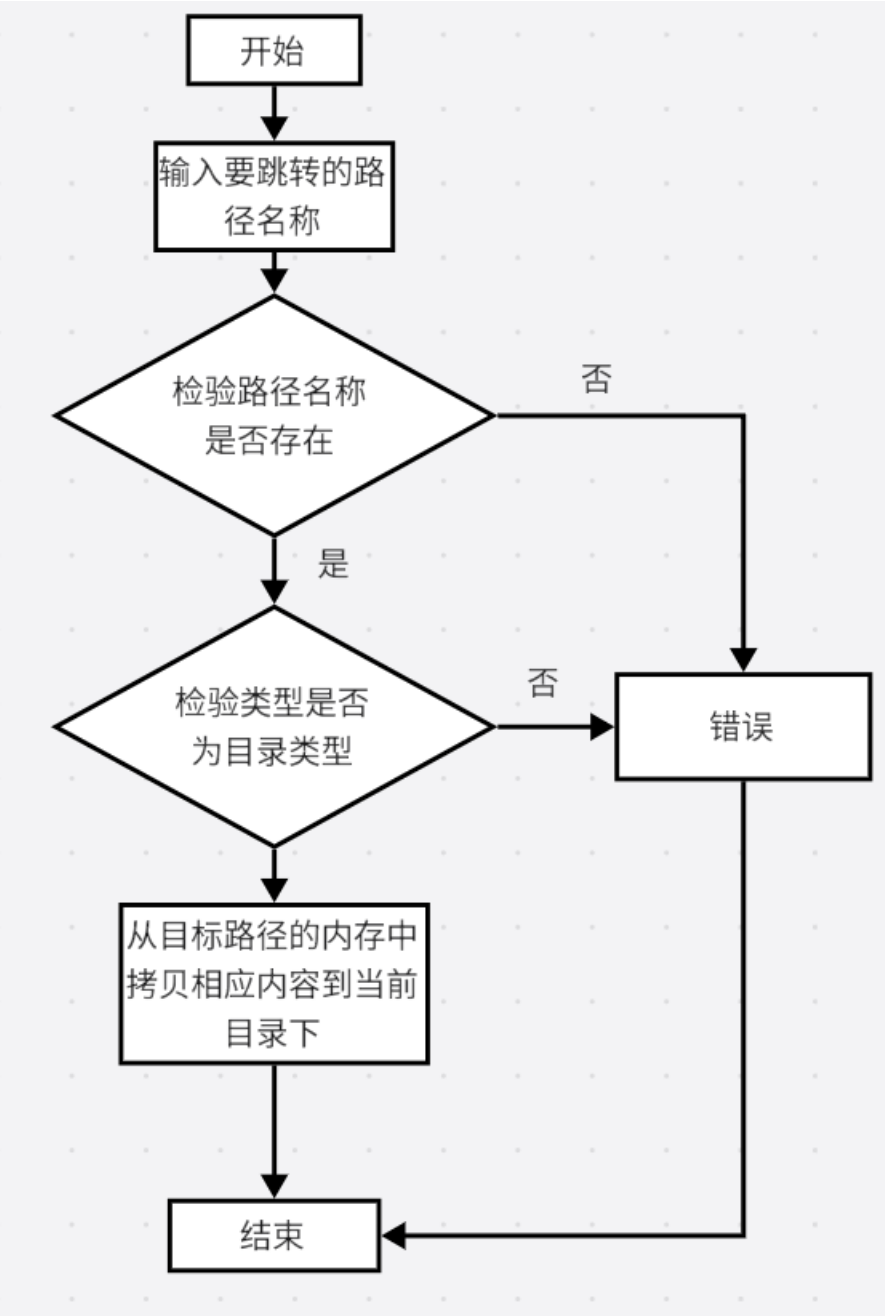 开始
输入要跳转的路
径名称
检验路径名称
是否存在
否
是
检验类型是否
为目录类型
否
错误
从目标路径的内存中
拷贝相应内容到当前
目录下
结束